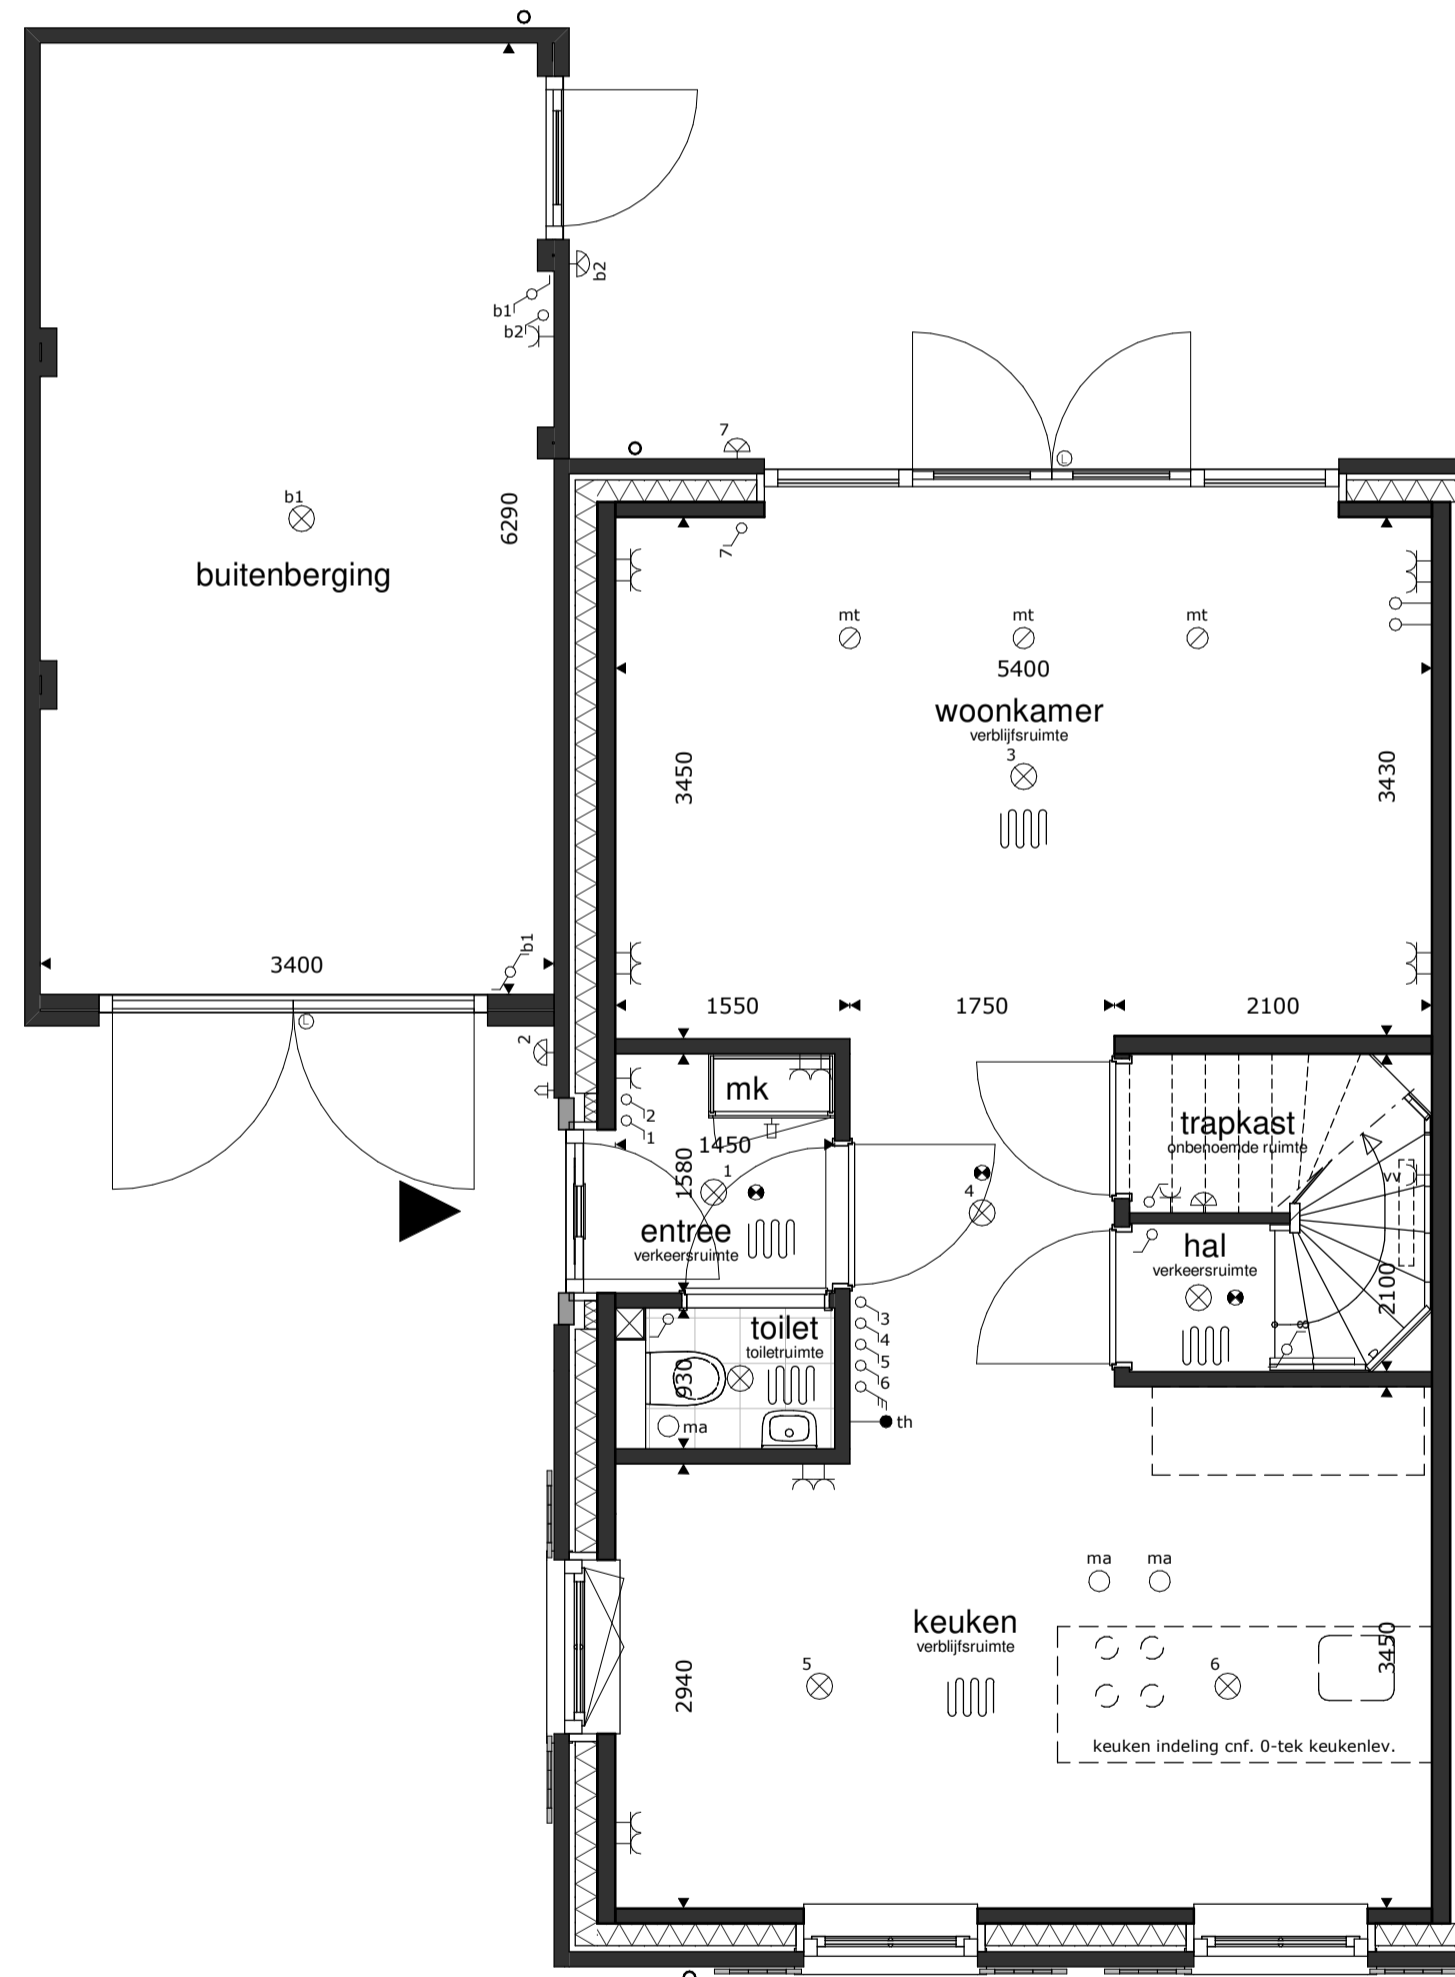 b2
b1
b2
7
b1
6290
buitenberging
7
mt
mt
mt
5400
woonkamer
verblijfsruimte
3
3450
3430
b1
3400
1550
1750
2100
2
mk
2
1
1450
1580
1
entree
verkeersruimte
4
trapkast
onbenoemde ruimte
hal
verkeersruimte
2100
8
toilet
toiletruimte
930
ma
3
4
5
6
th
ma
ma
keuken
verblijfsruimte
5
6
2940
3450
keuken indeling cnf. 0-tek keukenlev.
L
L